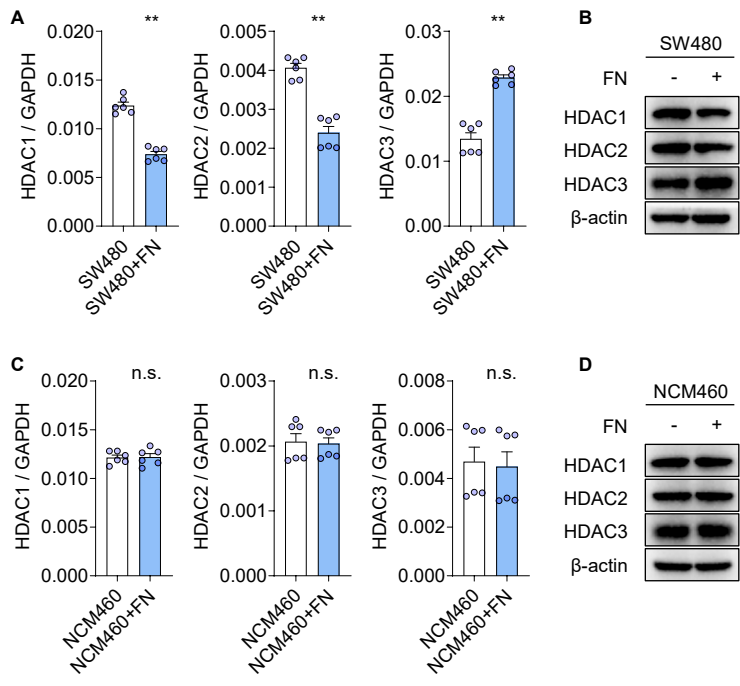 A
HDAC1 / GAPDH
0.020
0.015
0.010
0.005
0.000
**
SW480
SW480+FN
HDAC2 / GAPDH
0.005
0.004
0.003
0.002
0.001
0.000
**
SW480
SW480+FN
HDAC3 / GAPDH
0.03
0.02
0.01
0.00
**
SW480
SW480+FN
B
SW480
FN - +
HDAC1
HDAC2
HDAC3
β-actin
C
HDAC1 / GAPDH
0.020
0.015
0.010
0.005
0.000
n.s.
NCM460
NCM460+FN
HDAC2 / GAPDH
0.003
0.002
0.001
0.000
n.s.
NCM460
NCM460+FN
HDAC3 / GAPDH
0.008
0.006
0.004
0.002
0.000
n.s.
NCM460
NCM460+FN
D
NCM460
FN - +
HDAC1
HDAC2
HDAC3
β-actin